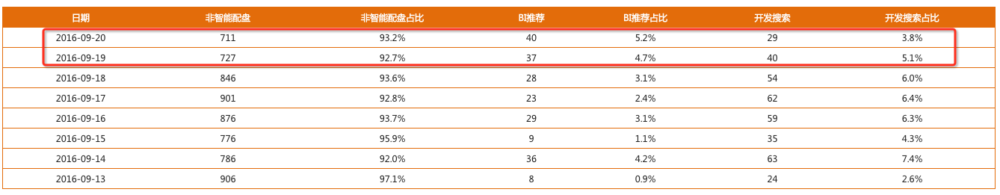 日期 非智能配盘 非智能配盘占比 BI推荐 BI推荐占比 开发搜索 开发搜索占比
2016-09-20 711 93.2% 40 5.2% 29 3.8%
2016-09-19 727 92.7% 37 4.7% 40 5.1%
2016-09-18 846 93.6% 28 3.1% 54 6.0%
2016-09-17 901 92.8% 23 2.4% 62 6.4%
2016-09-16 876 93.7% 29 3.1% 59 6.3%
2016-09-15 776 95.9% 9 1.1% 35 4.3%
2016-09-14 786 92.0% 36 4.2% 63 7.4%
2016-09-13 906 97.1% 8 0.9% 24 2.6%